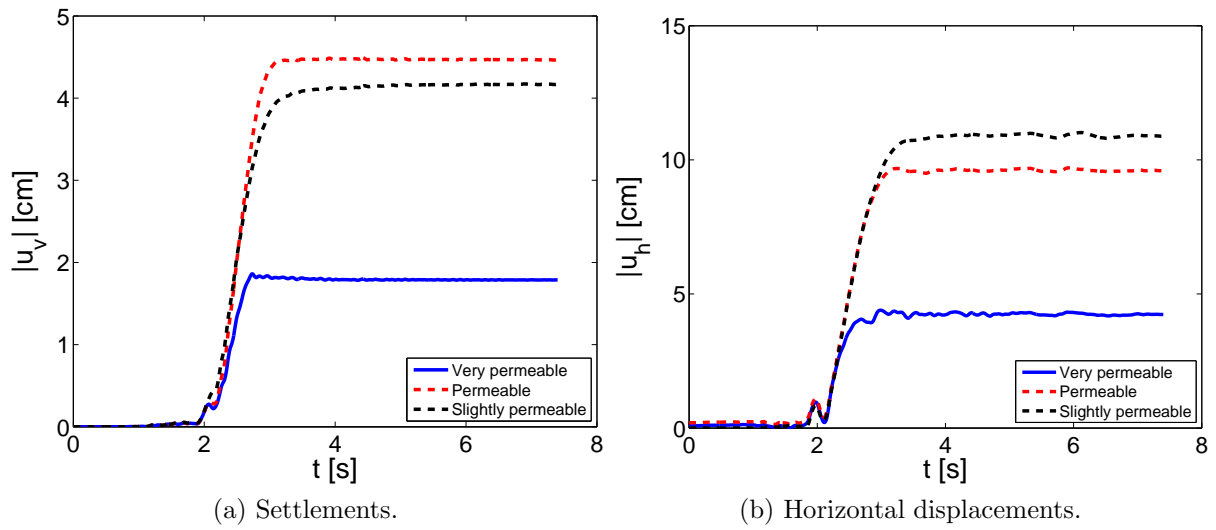 5
4
3
2
1
0
|u_v| [cm]
0 2 4 6 8
t [s]
Very permeable
Permeable
Slightly permeable
(a) Settlements.
15
10
5
0
|u_h| [cm]
0 2 4 6 8
t [s]
Very permeable
Permeable
Slightly permeable
(b) Horizontal displacements.